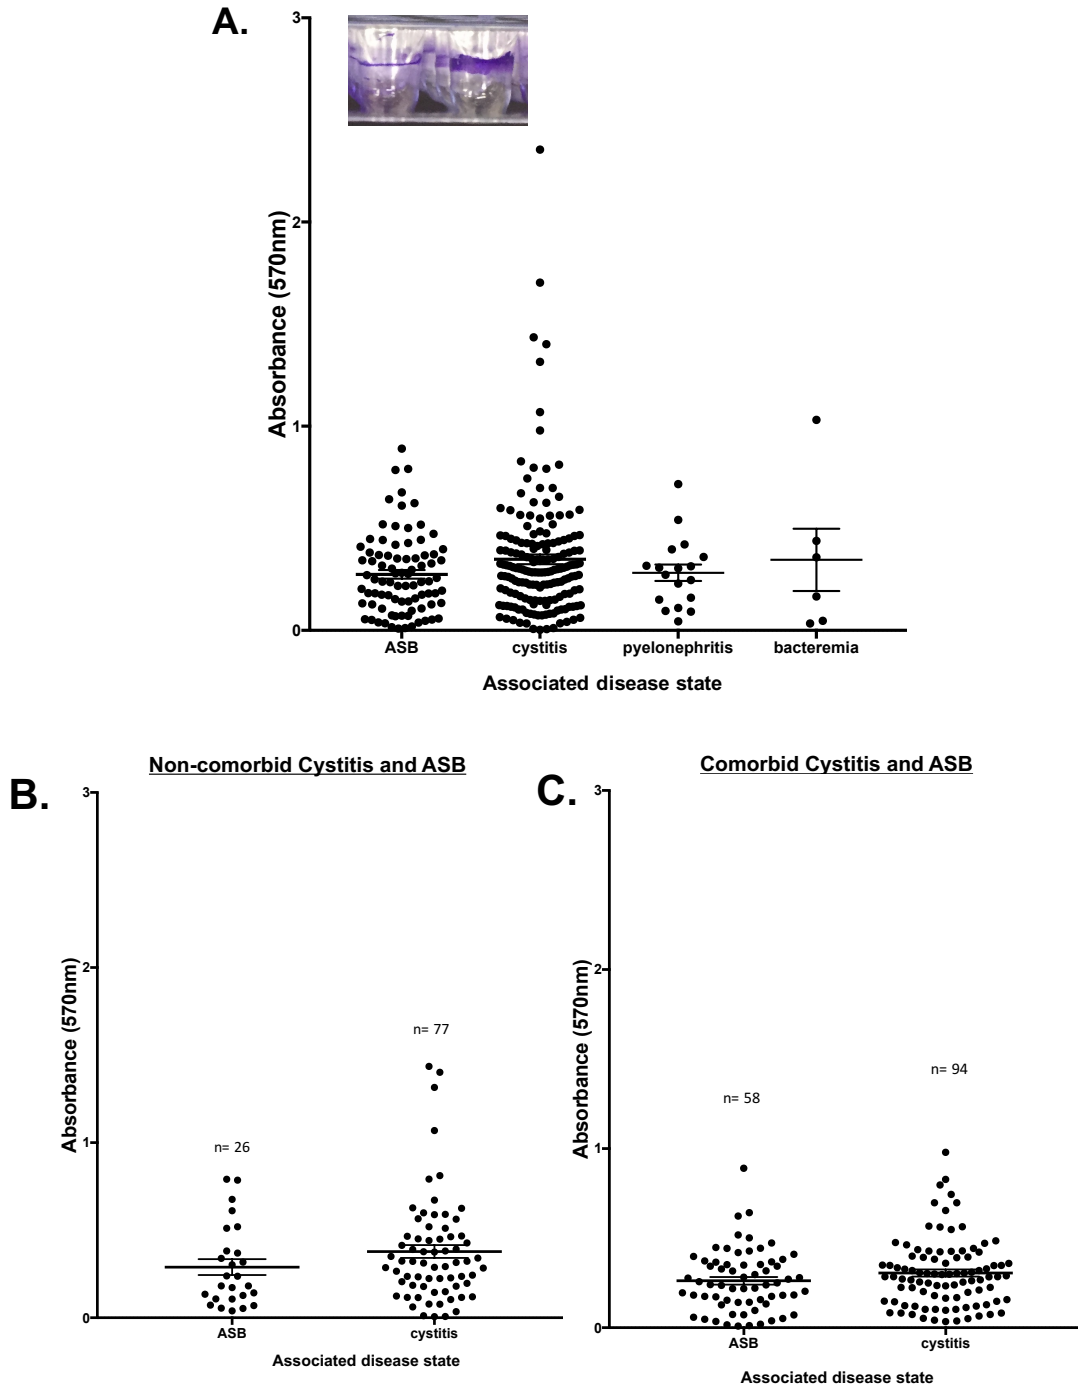 A.
3
2
1
0
Absorbance (570nm)
ASB cystitis pyelonephritis bacteremia
Associated disease state
Non-comorbid Cystitis and ASB
B.
3
2
1
0
Absorbance (570nm)
n= 77
n= 26
ASB cystitis
Associated disease state
Comorbid Cystitis and ASB
C.
3
2
1
0
Absorbance (570nm)
n= 94
n= 58
ASB cystitis
Associated disease state